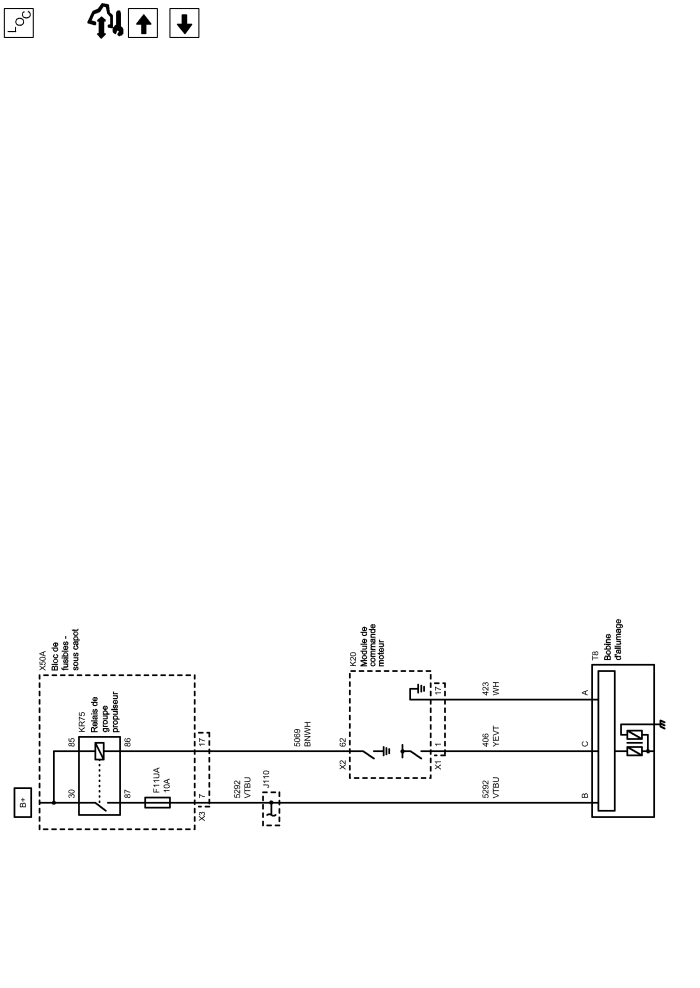 LOC
B+
X50A
Bloc de
fusibles -
sous capot
KR75
Relais de
groupe
propulseur
30
85
87
86
F11UA
10A
X3
7
17
5292
VTBU
J110
5069
BNWH
K20
Module de
commande
moteur
X2
62
X1
1
17
5292
VTBU
406
YEVT
423
WH
B
C
A
T8
Bobine
d'allumage